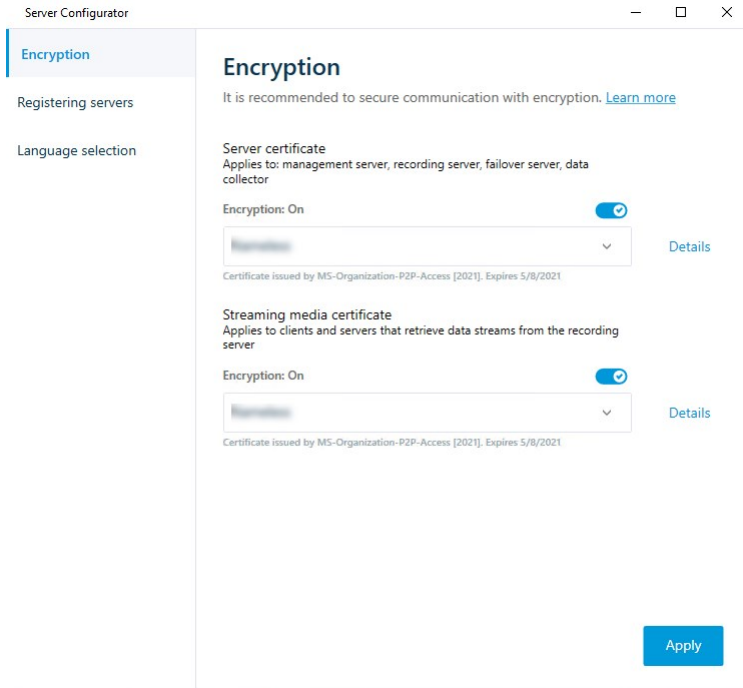 Server Configurator
Encryption
Registering servers
Language selection
Encryption
It is recommended to secure communication with encryption. Learn more
Server certificate
Applies to: management server, recording server, failover server, data
collector
Encryption: On
Details
Certificate issued by MS-Organization-P2P-Access [2021]. Expires 5/8/2021
Streaming media certificate
Applies to clients and servers that retrieve data streams from the recording
server
Encryption: On
Details
Certificate issued by MS-Organization-P2P-Access [2021]. Expires 5/8/2021
Apply